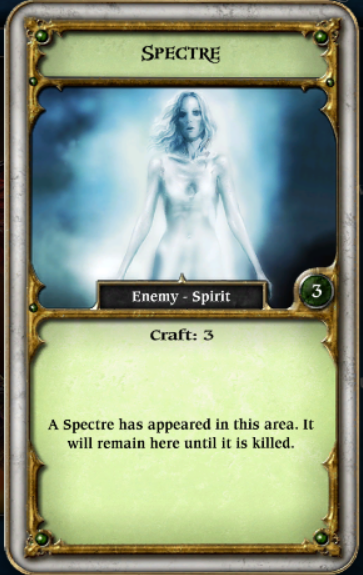 Spectre
Enemy - Spirit
3
Craft: 3
A Spectre has appeared in this area. It
will remain here until it is killed.